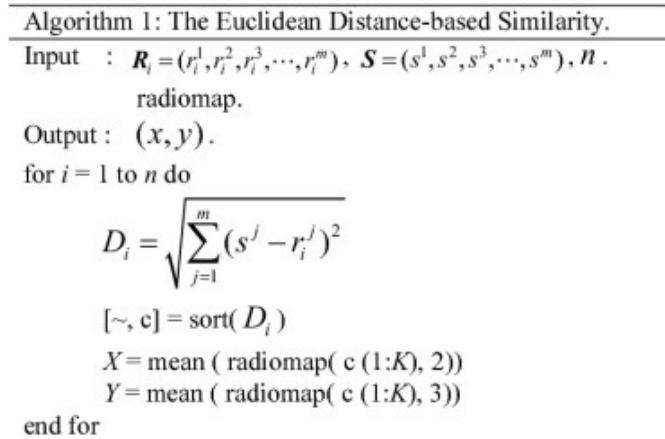 Algorithm 1: The Euclidean Distance-based Similarity.
Input : R_i = (r_i^1, r_i^2, r_i^3, ⋯, r_i^m), S = (s^1, s^2, s^3, ⋯, s^m), n.
radiomap.
Output : (x, y).
for i = 1 to n do
D_i = √(∑_{j=1}^{m} (s^j − r_i^j)^2)
[~, c] = sort( D_i )
X = mean ( radiomap( c (1:K), 2))
Y = mean ( radiomap( c (1:K), 3))
end for